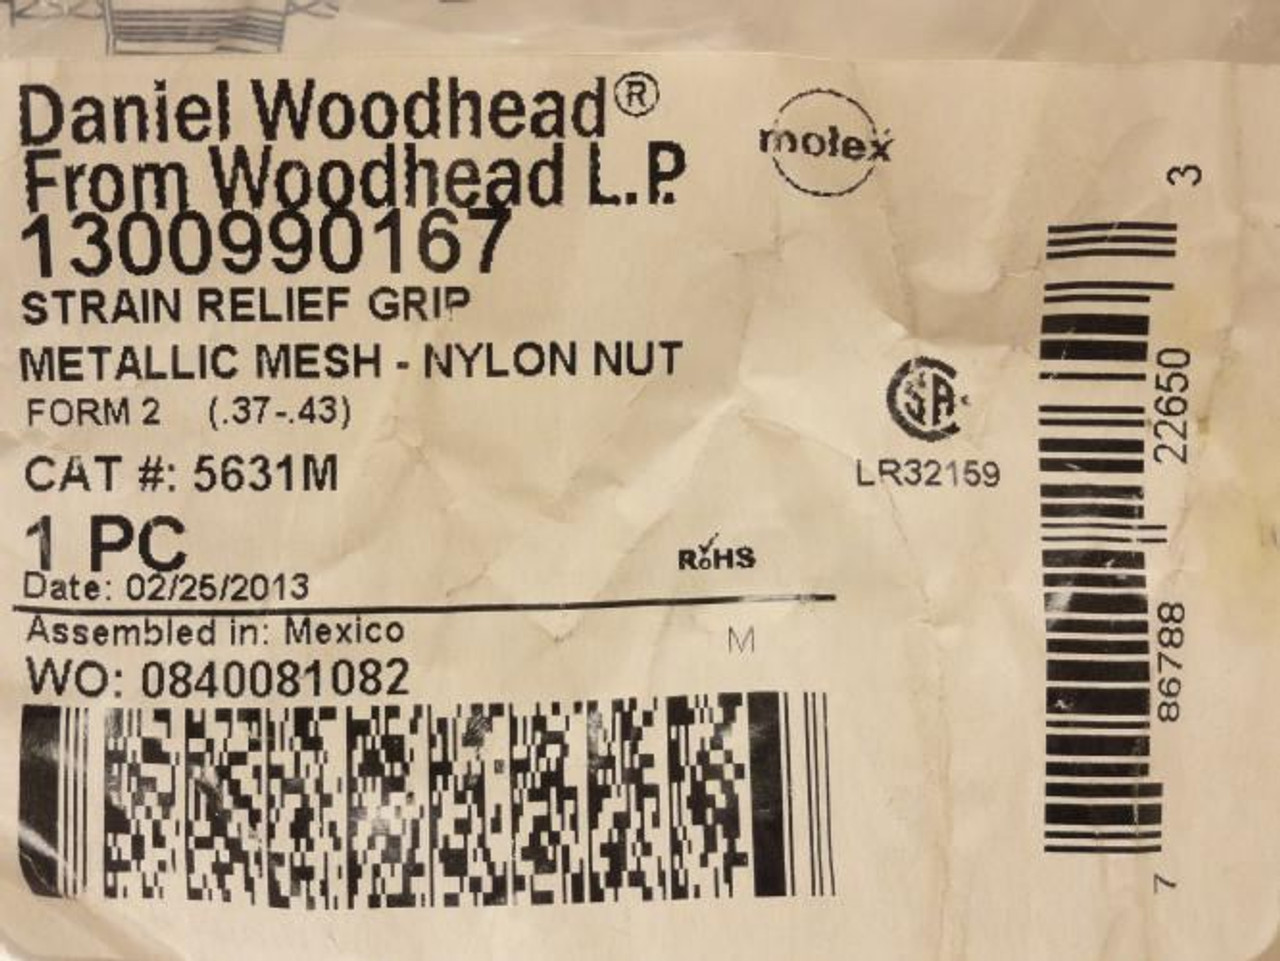 Daniel Woodhead®
From Woodhead L.P.
1300990167
STRAIN RELIEF GRIP
METALLIC MESH - NYLON NUT
FORM 2 (.37-.43)
CAT #: 5631M
1 PC
Date: 02/25/2013
Assembled in: Mexico
WO: 0840081082
molex
CSA
LR32159
RoHS
M
7 86788 22650 3